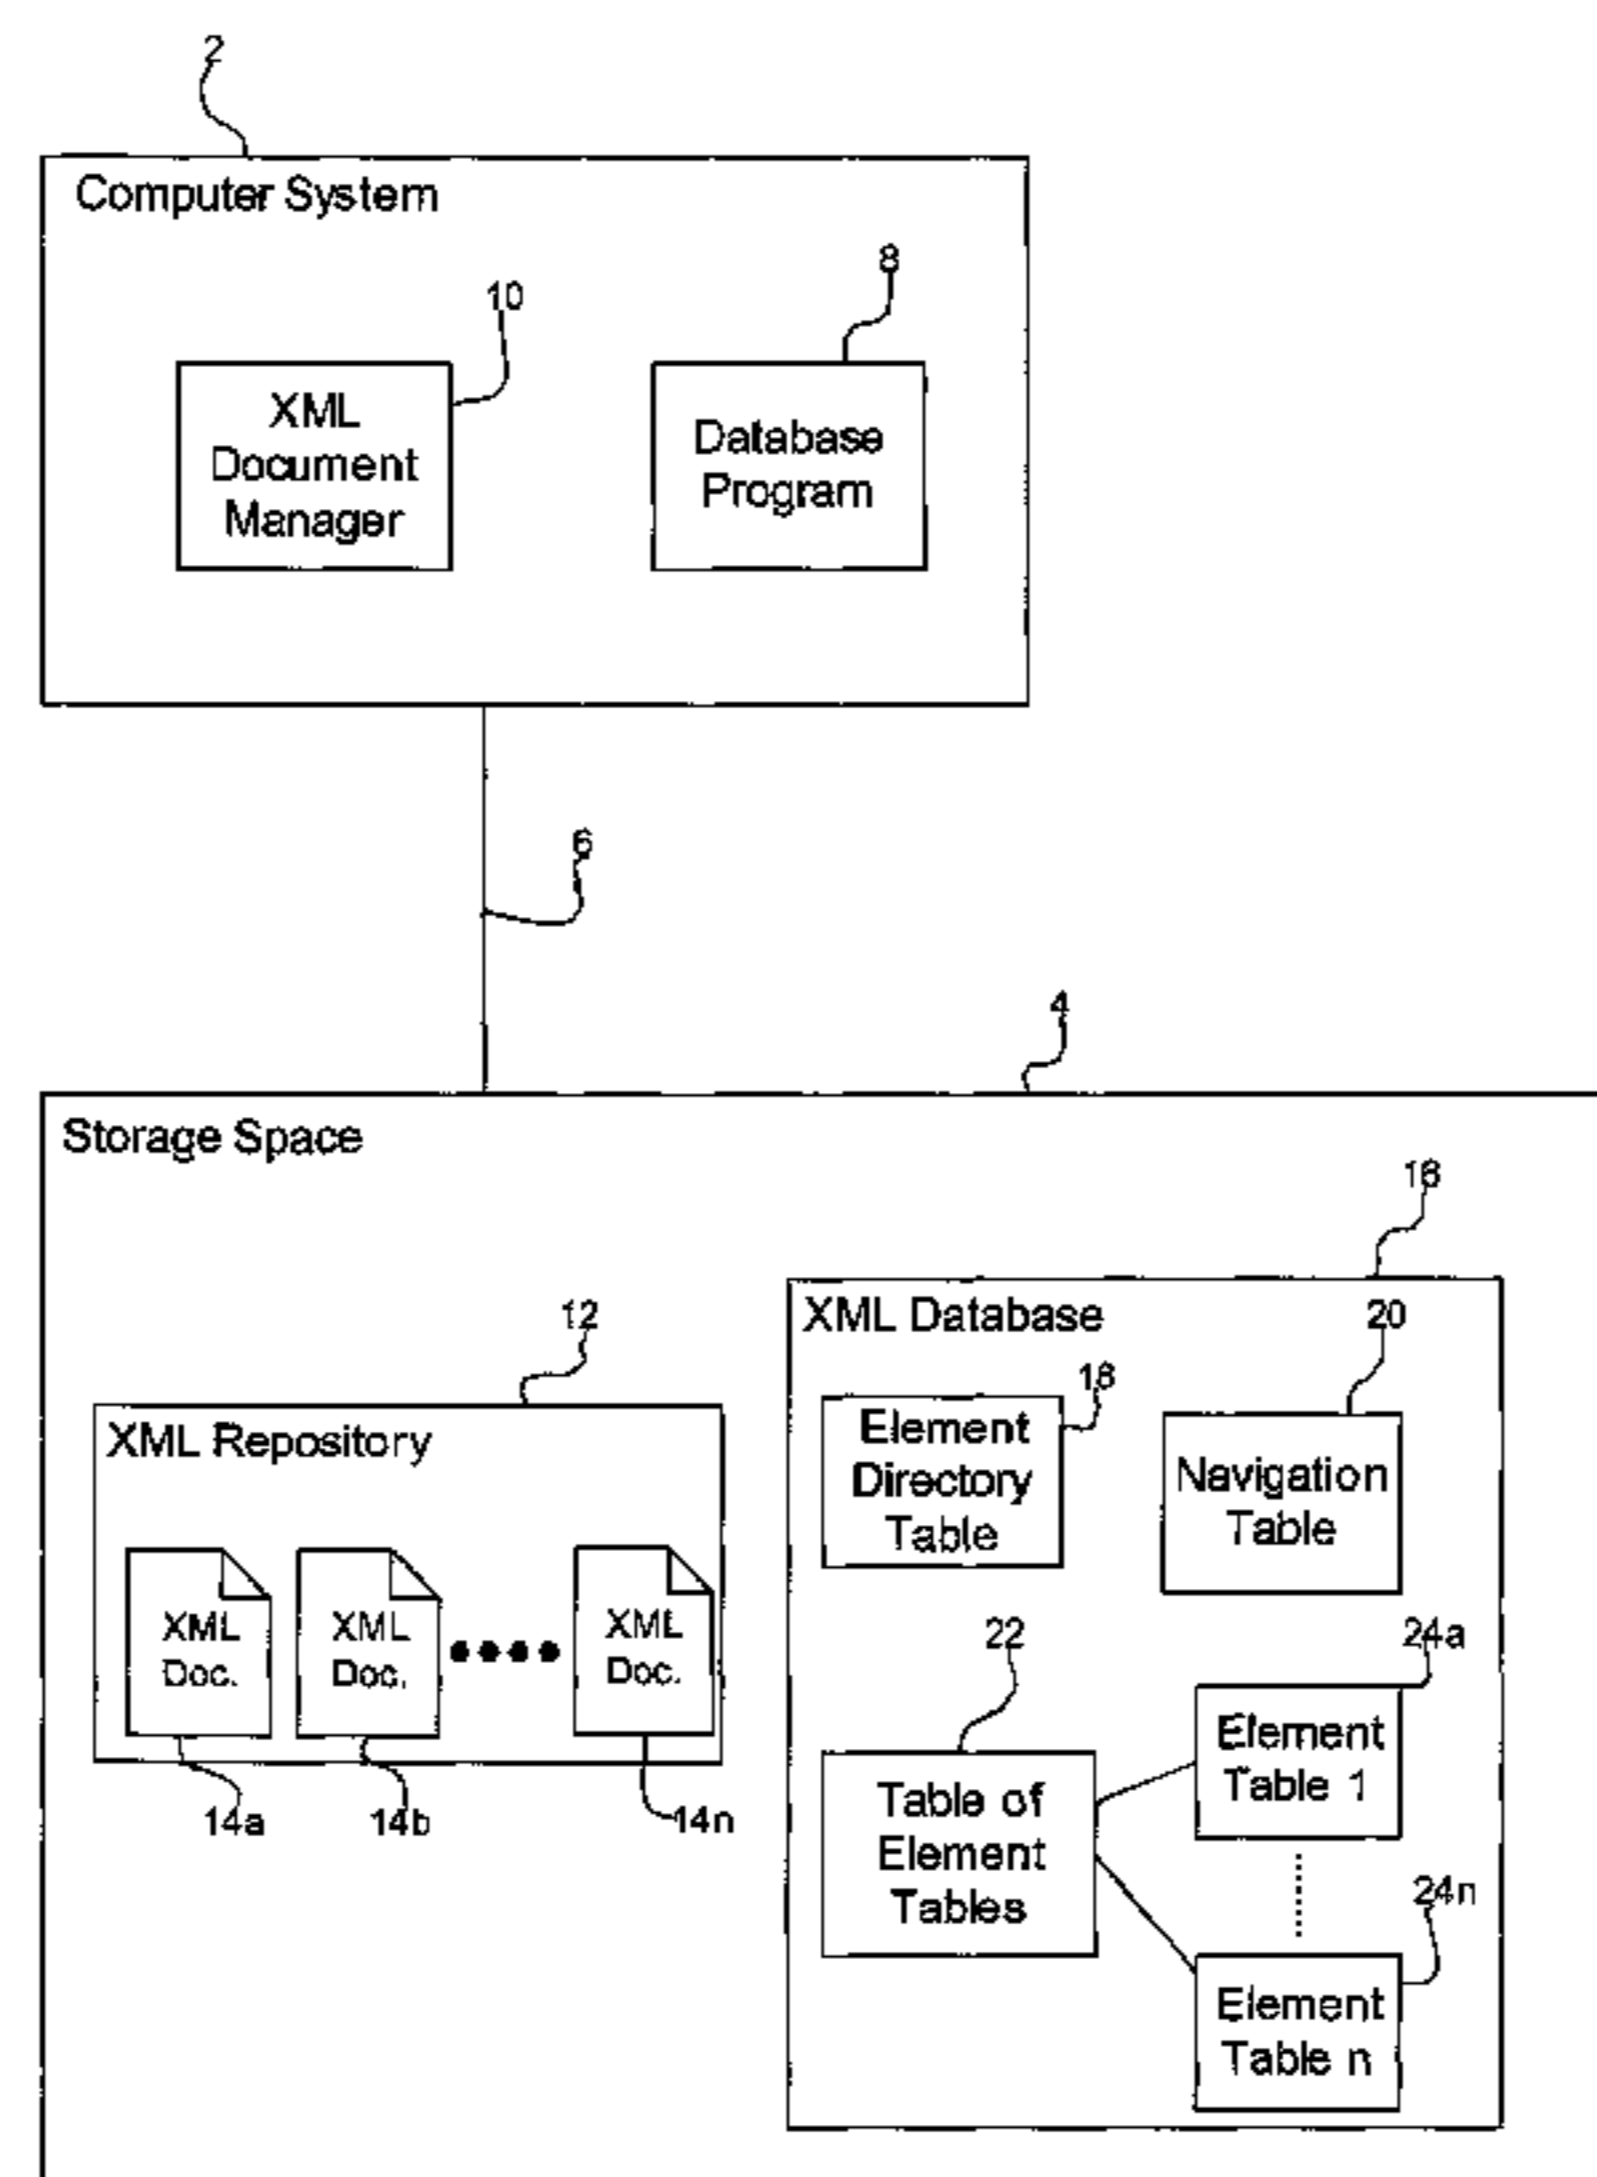 2
Computer System
10
8
XML
Document
Manager
Database
Program
6
4
Storage Space
16
XML Database
20
12
18
XML Repository
Element
Directory
Table
Navigation
Table
XML
Doc.
XML
Doc.
XML
Doc.
22
24a
Element
Table 1
14a
14b
14n
Table of
Element
Tables
24n
Element
Table n